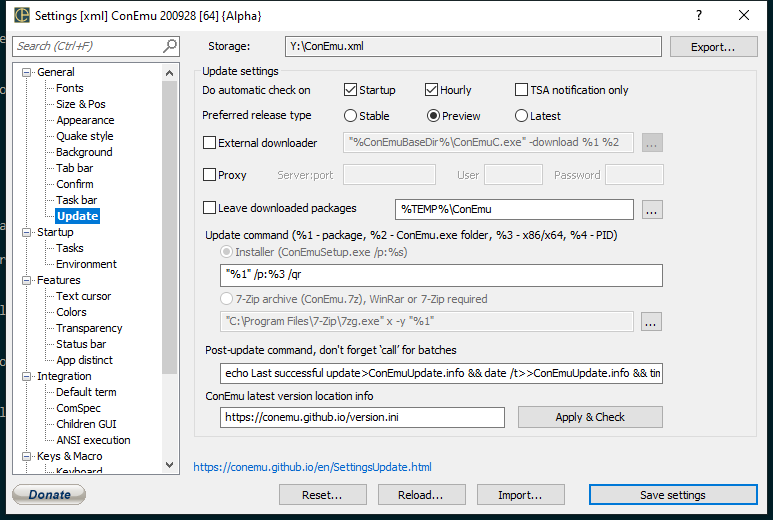 Settings [xml] ConEmu 200928 [64] {Alpha}
Search (Ctrl+F)
Storage: Y:\ConEmu.xml Export...
General
Fonts
Size & Pos
Appearance
Quake style
Background
Tab bar
Confirm
Task bar
Update
Startup
Tasks
Environment
Features
Text cursor
Colors
Transparency
Status bar
App distinct
Integration
Default term
ComSpec
Children GUI
ANSI execution
Keys & Macro
Keyboard
Update settings
Do automatic check on Startup Hourly TSA notification only
Preferred release type Stable Preview Latest
External downloader "%ConEmuBaseDir%\ConEmuC.exe" -download %1 %2 ...
Proxy Server:port User Password
Leave downloaded packages %TEMP%\ConEmu ...
Update command (%1 - package, %2 - ConEmu.exe folder, %3 - x86/x64, %4 - PID)
Installer (ConEmuSetup.exe /p:%s)
"%1" /p:%3 /qr
7-Zip archive (ConEmu.7z), WinRar or 7-Zip required
"C:\Program Files\7-Zip\7zg.exe" x -y "%1" ...
Post-update command, don't forget ‘call’ for batches
echo Last successful update>ConEmuUpdate.info && date /t>>ConEmuUpdate.info && tim
ConEmu latest version location info
https://conemu.github.io/version.ini Apply & Check
https://conemu.github.io/en/SettingsUpdate.html
Donate Reset... Reload... Import... Save settings